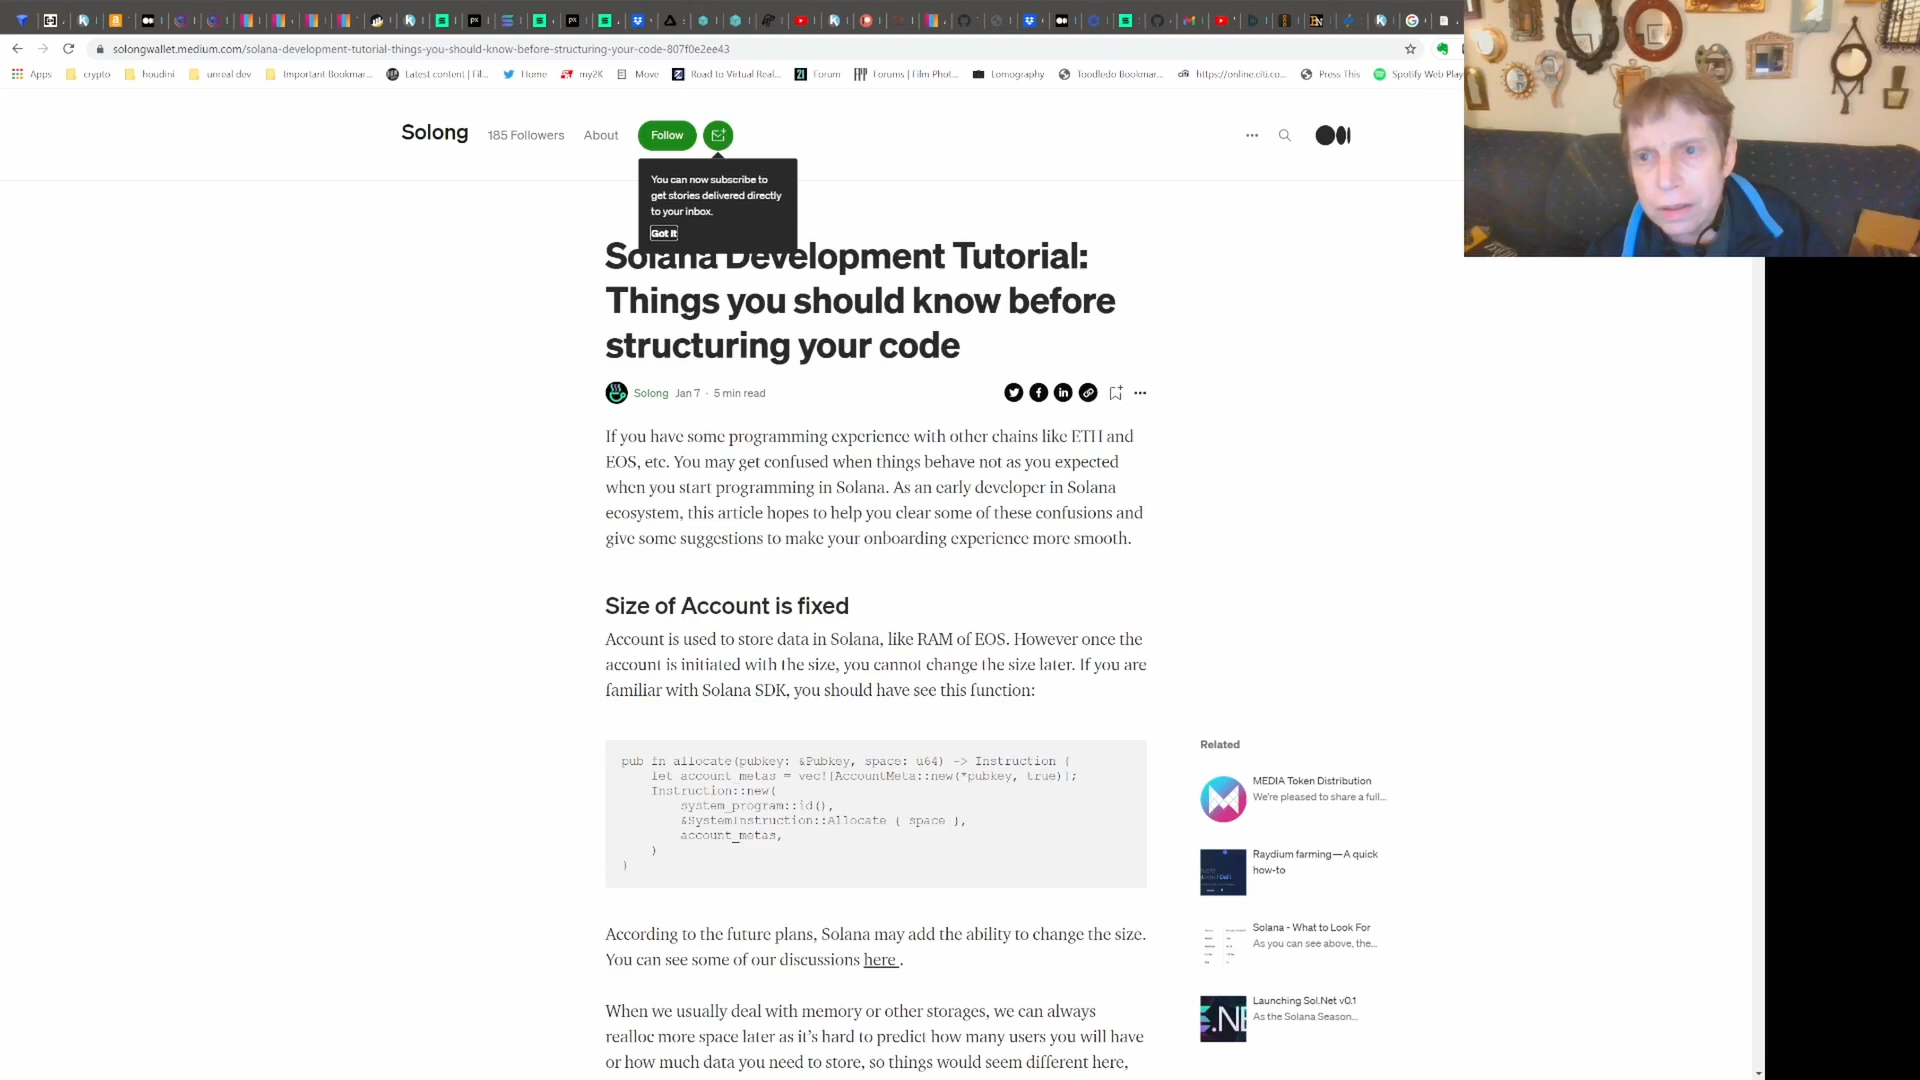 solongwallet.medium.com/solana-development-tutorial-things-you-should-know-before-structuring-your-code-807f0e2ee43
Apps crypto houdini unreal dev Important Bookmar... Latest content | Fil... Home my2K Move Road to Virtual Real... Forum Forums | Film Phot... Lomography Toodledo Bookmar... https://online.citi.co... Press This Spotify Web Play
Solong 185 Followers About Follow
You can now subscribe to
get stories delivered directly
to your inbox.
Got it
Solana Development Tutorial:
Things you should know before
structuring your code
Solong Jan 7 · 5 min read
If you have some programming experience with other chains like ETH and
EOS, etc. You may get confused when things behave not as you expected
when you start programming in Solana. As an early developer in Solana
ecosystem, this article hopes to help you clear some of these confusions and
give some suggestions to make your onboarding experience more smooth.
Size of Account is fixed
Account is used to store data in Solana, like RAM of EOS. However once the
account is initiated with the size, you cannot change the size later. If you are
familiar with Solana SDK, you should have see this function:
pub fn allocate(pubkey: &Pubkey, space: u64) -> Instruction {
let account_metas = vec![AccountMeta::new(*pubkey, true)];
Instruction::new(
system_program::id(),
&SystemInstruction::Allocate { space },
account_metas,
)
}
According to the future plans, Solana may add the ability to change the size.
You can see some of our discussions here .
When we usually deal with memory or other storages, we can always
realloc more space later as it's hard to predict how many users you will have
or how much data you need to store, so things would seem different here,
Related
MEDIA Token Distribution
We're pleased to share a full...
Raydium farming—A quick
how-to
Solana - What to Look For
As you can see above, the...
Launching Sol.Net v0.1
As the Solana Season...